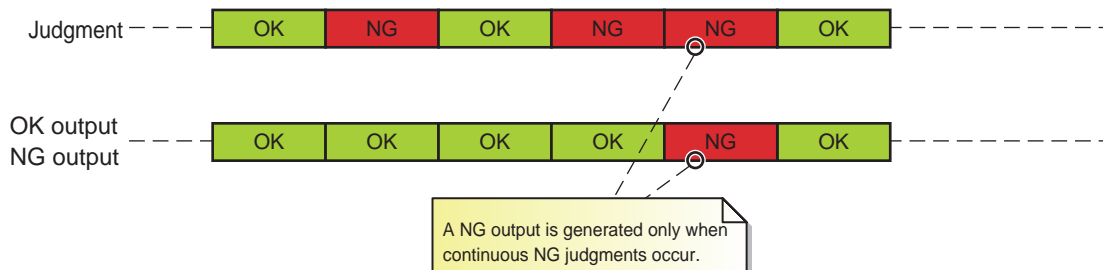 Judgment OK NG OK NG NG OK
OK output
NG output
OK OK OK OK NG OK
A NG output is generated only when
continuous NG judgments occur.